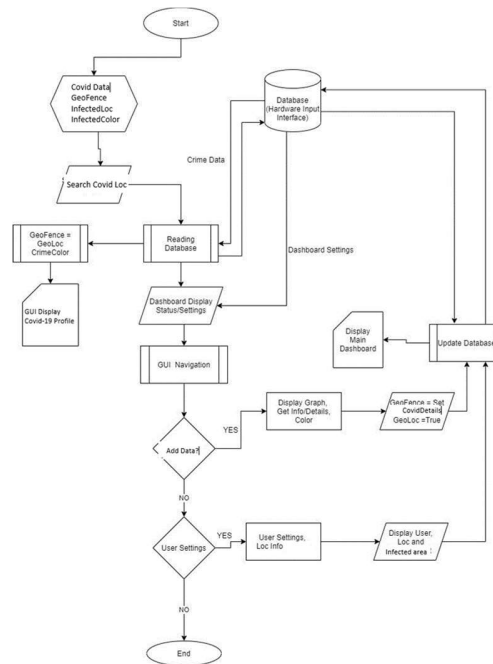 Start
Covid Data
GeoFence
InfectedLoc
InfectedColor
Database
(Hardware Input
Interface)
Crime Data
Search Covid Loc
GeoFence =
GeoLoc
CrimeColor
Reading
Database
Dashboard Settings
GUI Display
Covid-19 Profile
Dashboard Display
Status/Settings
Display
Main
Dashboard
Update Database
GUI Navigation
YES
Display Graph,
Get Info/Details,
Color
GeoFence = Set
CovidDetails
GeoLoc =True
Add Data?
NO
User Settings
YES
User Settings,
Loc Info
Display User,
Loc and
Infected area
NO
End